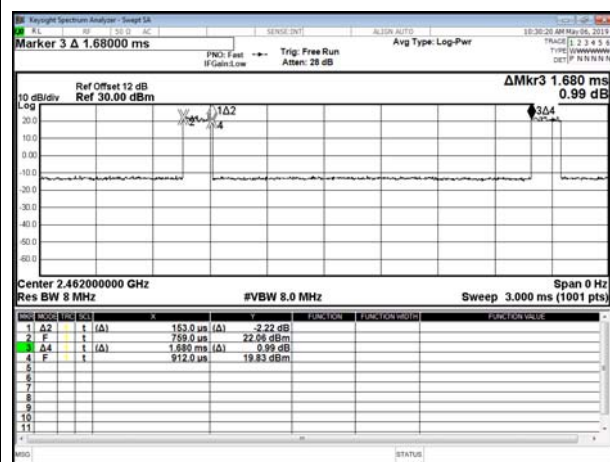 Keysight Spectrum Analyzer - Swept SA
RL RF 50 Ω AC SENSE:INT ALIGN AUTO 10:30:20 AM May 06, 2019
Marker 3 Δ 1.68000 ms
PNO: Fast Trig: Free Run Avg Type: Log-Pwr TRACE 1 2 3 4 5 6
IFGain:Low Atten: 28 dB TYPE WWWWWW
DET P N N N N N
ΔMkr3 1.680 ms
0.99 dB
Ref Offset 12 dB
10 dB/div Ref 30.00 dBm
Log
1Δ2
3Δ4
20.0
4
10.0
0.00
-10.0
-20.0
-30.0
-40.0
-50.0
-60.0
Center 2.462000000 GHz Span 0 Hz
Res BW 8 MHz #VBW 8.0 MHz Sweep 3.000 ms (1001 pts)
MKR MODE TRC SCL X Y FUNCTION FUNCTION WIDTH FUNCTION VALUE
1 Δ2 t (Δ) 153.0 µs (Δ) -2.22 dB
2 F t 759.0 µs 22.06 dBm
3 Δ4 t (Δ) 1.680 ms (Δ) 0.99 dB
4 F t 912.0 µs 19.83 dBm
5
6
7
8
9
10
11
MSG STATUS